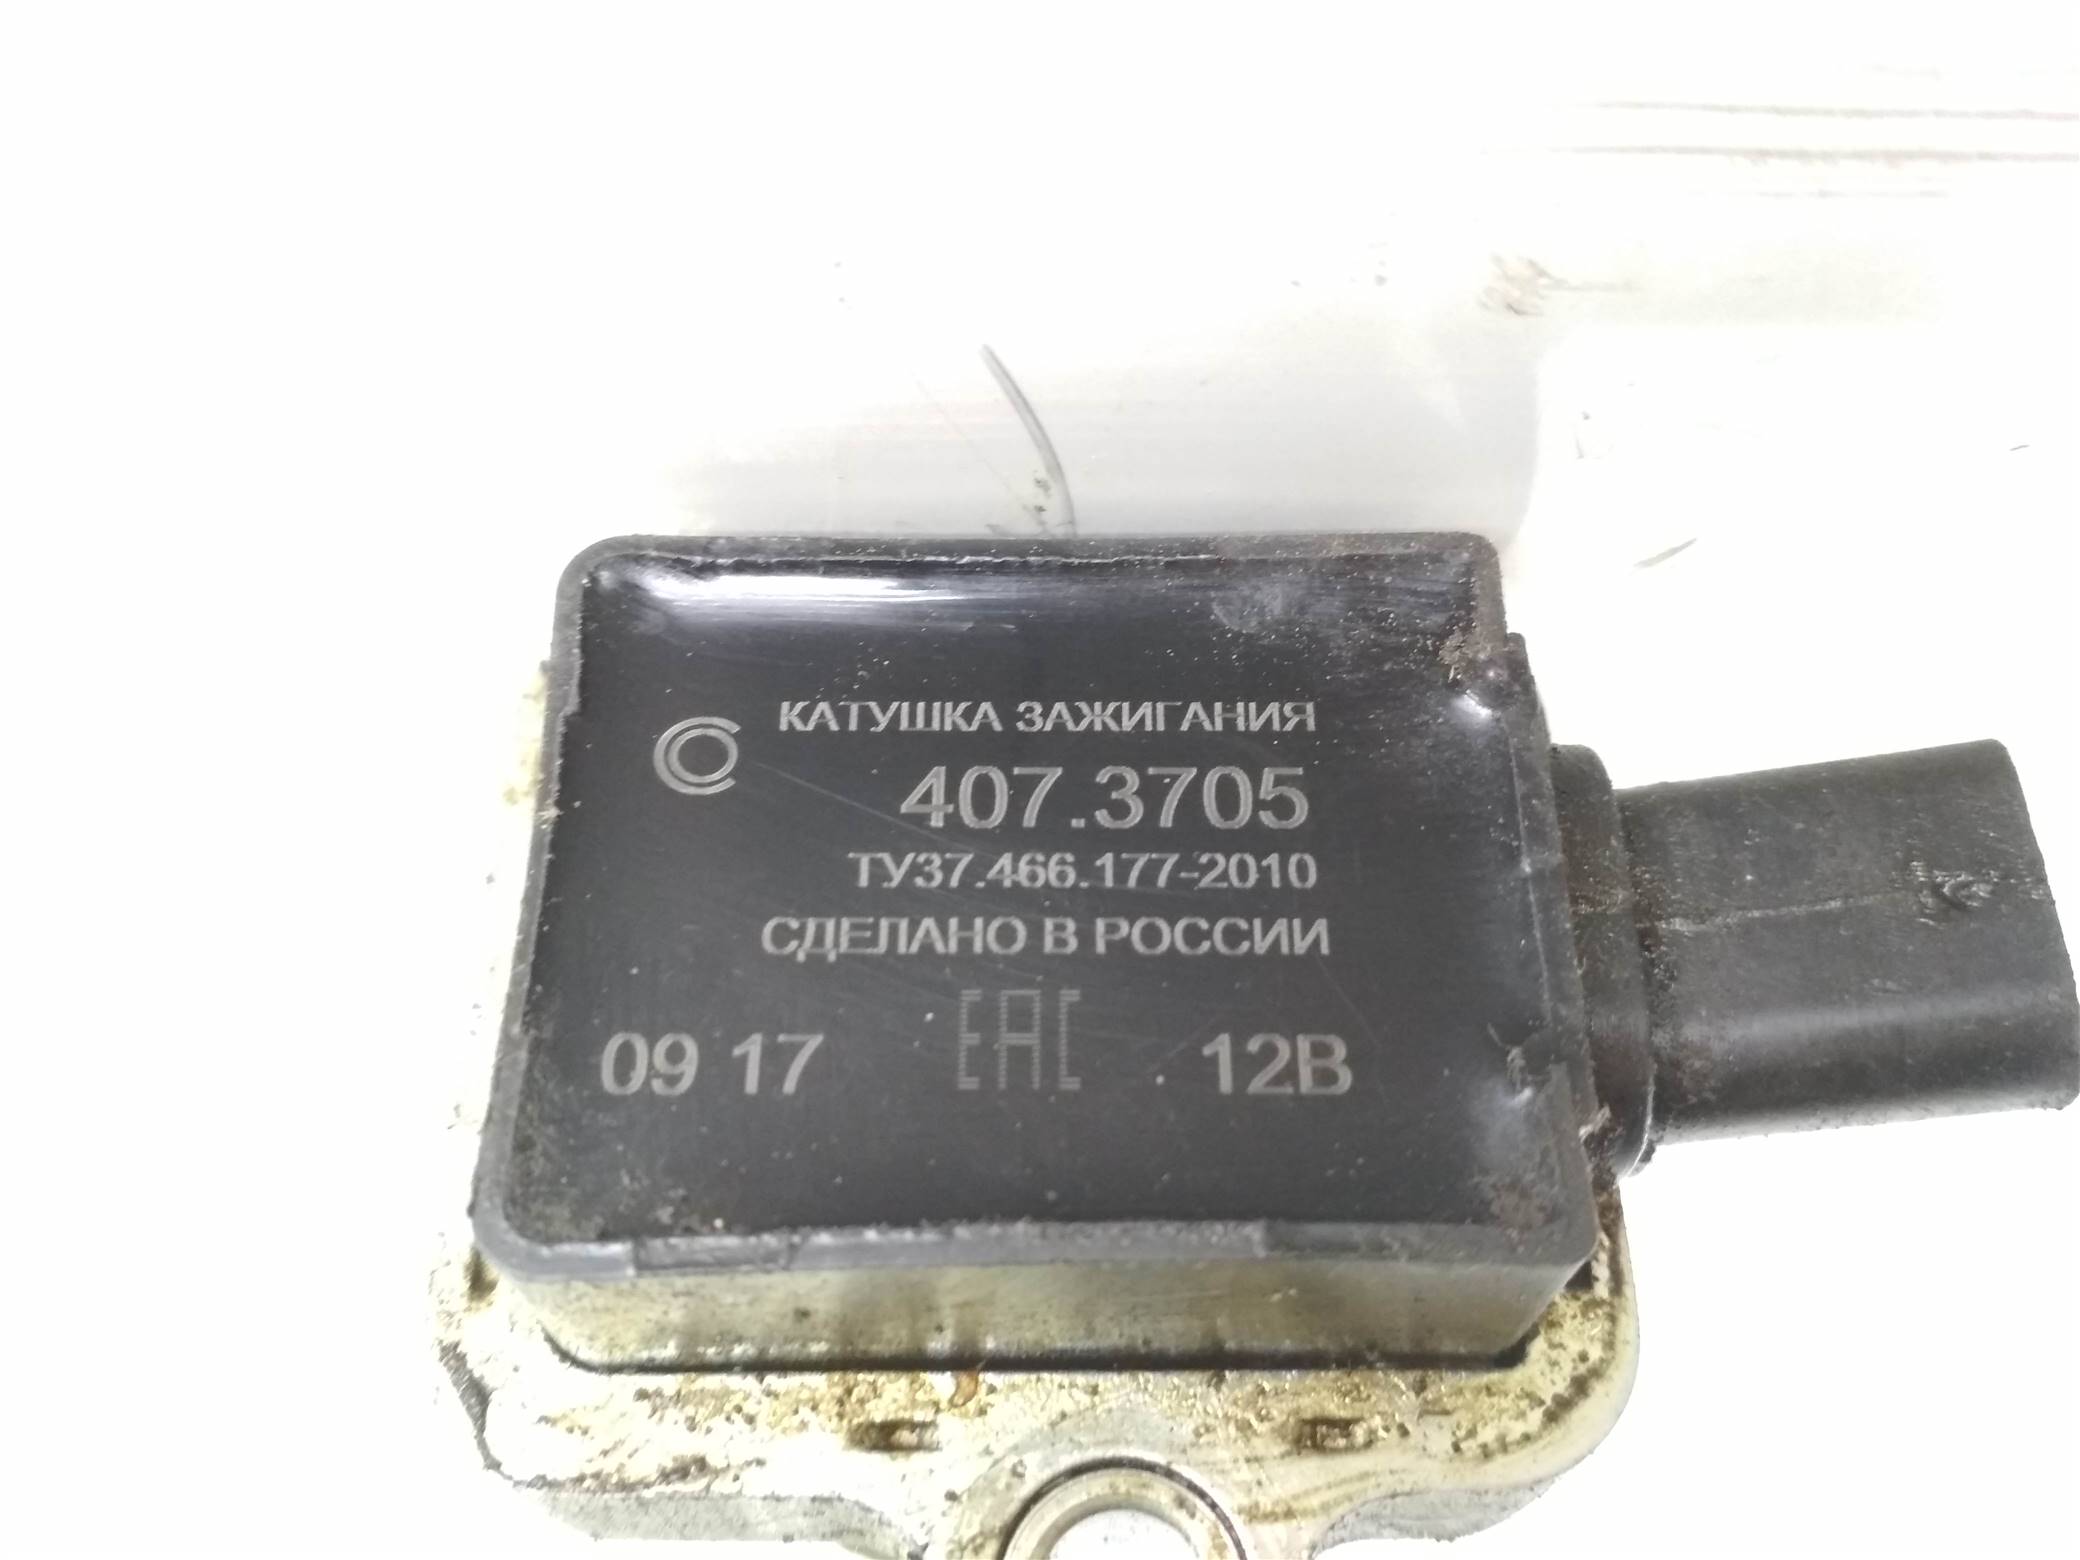 КАТУШКА ЗАЖИГАНИЯ
407.3705
ТУ37.466.177-2010
СДЕЛАНО В РОССИИ
09 17 EAC 12В